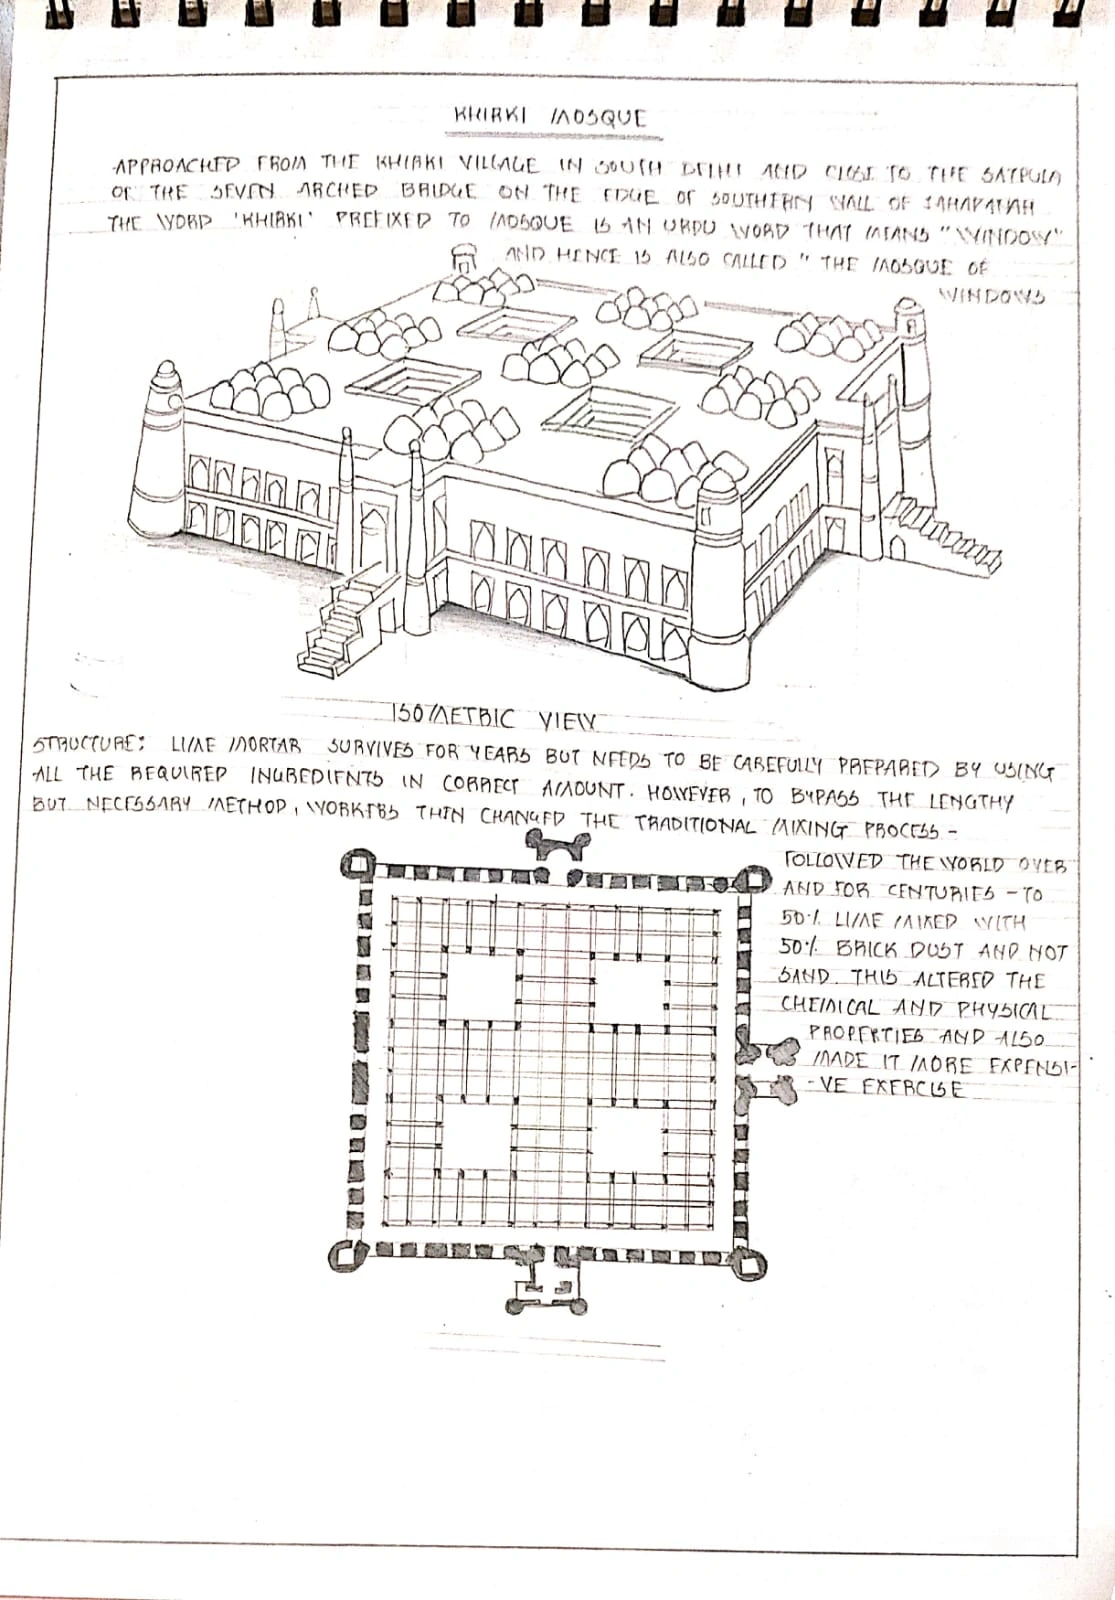 KHIRKI MOSQUE
APPROACHED FROM THE KHIRKI VILLAGE IN SOUTH DELHI AND CLOSE TO THE SATPULA
OR THE SEVEN ARCHED BRIDGE ON THE EDGE OF SOUTHERN WALL OF JAHAPANAH
THE WORD 'KHIRKI' PREFIXED TO MOSQUE IS AN URDU WORD THAT MEANS "WINDOW"
AND HENCE IS ALSO CALLED " THE MOSQUE OF
WINDOWS
ISOMETRIC VIEW
STRUCTURE: LIME MORTAR SURVIVES FOR YEARS BUT NEEDS TO BE CAREFULLY PREPARED BY USING
ALL THE REQUIRED INGREDIENTS IN CORRECT AMOUNT. HOWEVER, TO BYPASS THE LENGTHY
BUT NECESSARY METHOD, WORKERS THEN CHANGED THE TRADITIONAL MIXING PROCESS -
FOLLOWED THE WORLD OVER
AND FOR CENTURIES - TO
50% LIME MIXED WITH
50% BRICK DUST AND NOT
SAND. THIS ALTERED THE
CHEMICAL AND PHYSICAL
PROPERTIES AND ALSO
MADE IT MORE EXPENSI-
-VE EXERCISE